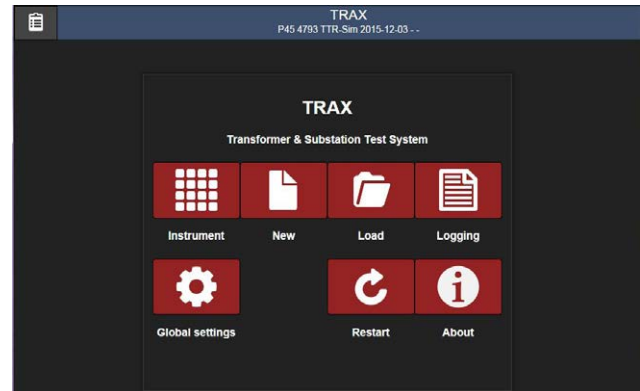 TRAX
P45 4793 TTR-Sim 2015-12-03 - -
TRAX
Transformer & Substation Test System
Instrument New Load Logging
Global settings Restart About